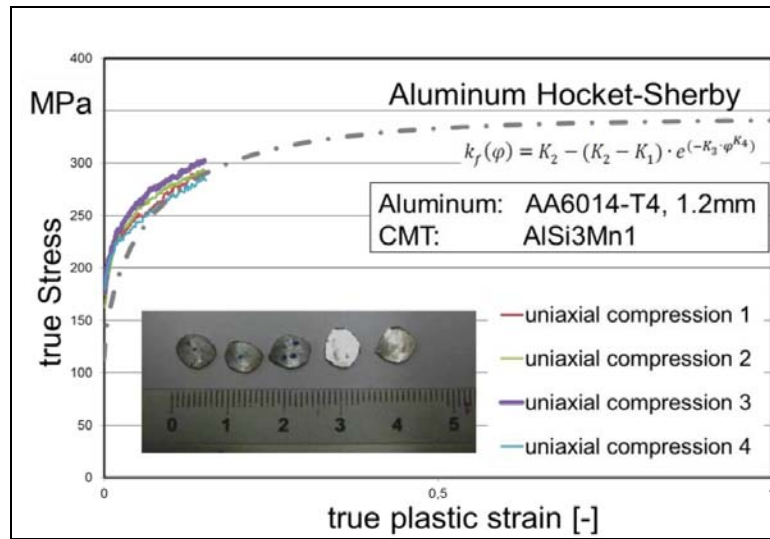 400
350
300
250
200
150
100
50
0
MPa
true Stress
Aluminum Hocket-Sherby
k_f(φ) = K_2 − (K_2 − K_1) · e^(−K_3·φ^K_4)
Aluminum: AA6014-T4, 1.2mm
CMT: AlSi3Mn1
uniaxial compression 1
uniaxial compression 2
uniaxial compression 3
uniaxial compression 4
0 1 2 3 4 5
0 0,5 1
true plastic strain [-]